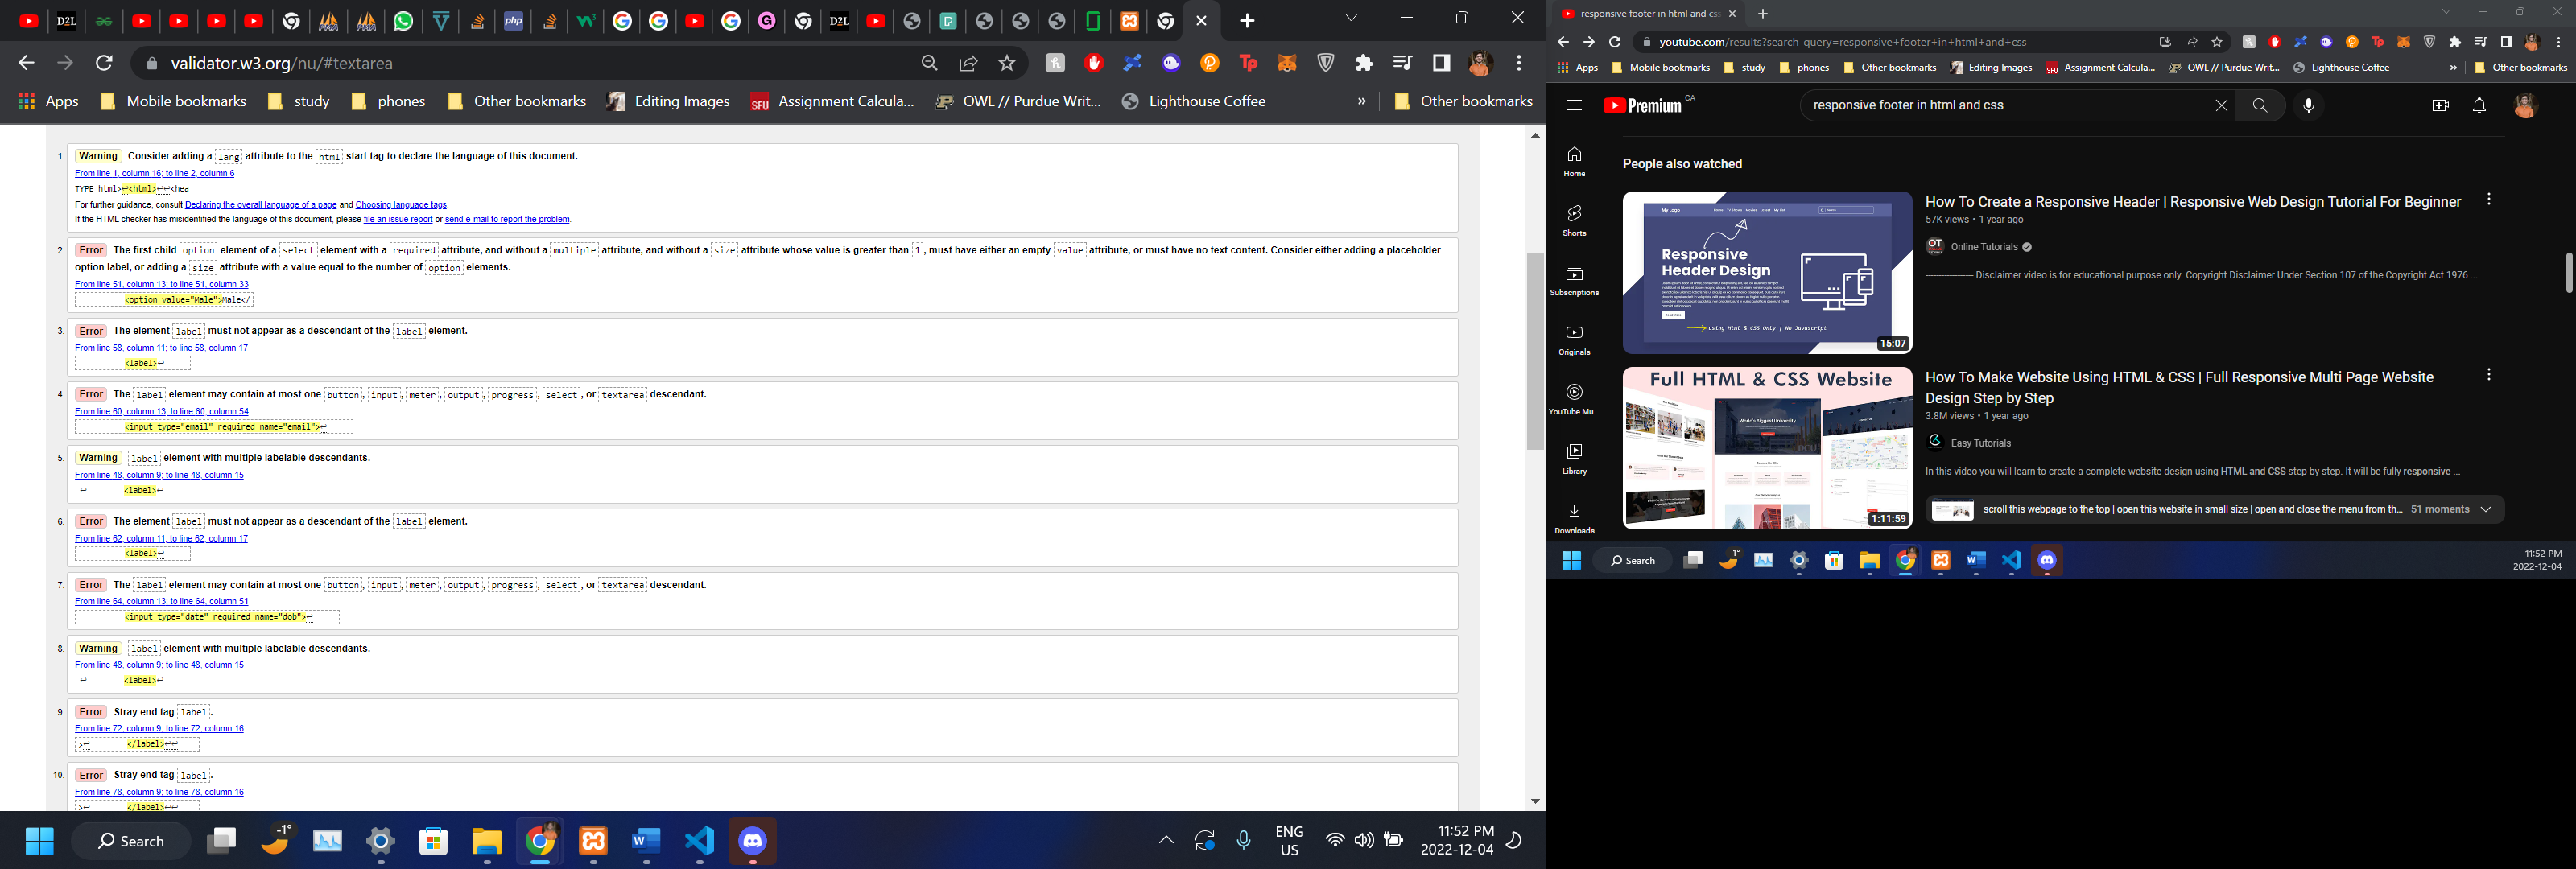 validator.w3.org/nu/#textarea
Apps Mobile bookmarks study phones Other bookmarks Editing Images Assignment Calcula... OWL // Purdue Writ... Lighthouse Coffee » Other bookmarks
1. Warning Consider adding a lang attribute to the html start tag to declare the language of this document.
From line 1, column 16; to line 2, column 6
TYPE html>↩<html>↩↩<hea
For further guidance, consult Declaring the overall language of a page and Choosing language tags.
If the HTML checker has misidentified the language of this document, please file an issue report or send e-mail to report the problem.
2. Error The first child option element of a select element with a required attribute, and without a multiple attribute, and without a size attribute whose value is greater than 1, must have either an empty value attribute, or must have no text content. Consider either adding a placeholder
option label, or adding a size attribute with a value equal to the number of option elements.
From line 51, column 13; to line 51, column 33
<option value="Male">Male</
3. Error The element label must not appear as a descendant of the label element.
From line 58, column 11; to line 58, column 17
<label>↩
4. Error The label element may contain at most one button, input, meter, output, progress, select, or textarea descendant.
From line 60, column 13; to line 60, column 54
<input type="email" required name="email">↩
5. Warning label element with multiple labelable descendants.
From line 48, column 9; to line 48, column 15
↩ <label>↩
6. Error The element label must not appear as a descendant of the label element.
From line 62, column 11; to line 62, column 17
<label>↩
7. Error The label element may contain at most one button, input, meter, output, progress, select, or textarea descendant.
From line 64, column 13; to line 64, column 51
<input type="date" required name="dob">↩
8. Warning label element with multiple labelable descendants.
From line 48, column 9; to line 48, column 15
↩ <label>↩
9. Error Stray end tag label.
From line 72, column 9; to line 72, column 16
>↩ </label>↩↩
10. Error Stray end tag label.
From line 78, column 9; to line 78, column 16
>↩ </label>↩↩
Search
-1°
ENG
US
11:52 PM
2022-12-04
responsive footer in html and css
youtube.com/results?search_query=responsive+footer+in+html+and+css
Apps Mobile bookmarks study phones Other bookmarks Editing Images Assignment Calcula... OWL // Purdue Writ... Lighthouse Coffee » Other bookmarks
Premium CA
responsive footer in html and css
Home
Shorts
Subscriptions
Originals
YouTube Mu...
Library
Downloads
People also watched
Responsive
Header Design
using Html & CSS Only | No Javascript
15:07
How To Create a Responsive Header | Responsive Web Design Tutorial For Beginner
57K views • 1 year ago
Online Tutorials
Disclaimer video is for educational purpose only. Copyright Disclaimer Under Section 107 of the Copyright Act 1976 ...
Full HTML & CSS Website
World's Biggest University
1:11:59
How To Make Website Using HTML & CSS | Full Responsive Multi Page Website
Design Step by Step
3.8M views • 1 year ago
Easy Tutorials
In this video you will learn to create a complete website design using HTML and CSS step by step. It will be fully responsive ...
scroll this webpage to the top | open this website in small size | open and close the menu from th... 51 moments
Search
-1°
11:52 PM
2022-12-04